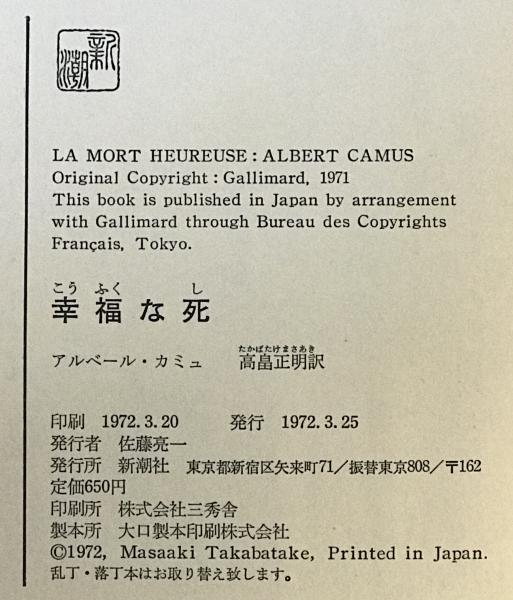 新潮
LA MORT HEUREUSE : ALBERT CAMUS
Original Copyright : Gallimard, 1971
This book is published in Japan by arrangement
with Gallimard through Bureau des Copyrights
Français, Tokyo.
こう ふく し
幸福な死
たかばたけまさあき
アルベール・カミュ 高畠正明訳
印刷 1972.3.20 発行 1972.3.25
発行者 佐藤亮一
発行所 新潮社 東京都新宿区矢来町71／振替東京808／〒162
定価650円
印刷所 株式会社三秀舎
製本所 大口製本印刷株式会社
©1972, Masaaki Takabatake, Printed in Japan.
乱丁・落丁本はお取り替え致します。